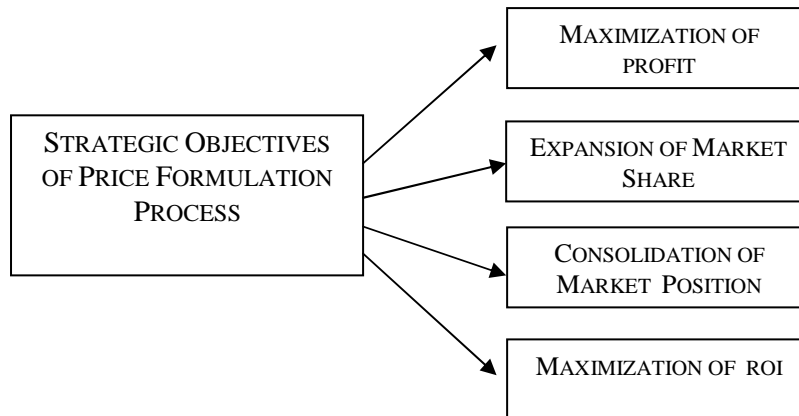 STRATEGIC OBJECTIVES
OF PRICE FORMULATION
PROCESS
MAXIMIZATION OF
PROFIT
EXPANSION OF MARKET
SHARE
CONSOLIDATION OF
MARKET POSITION
MAXIMIZATION OF ROI